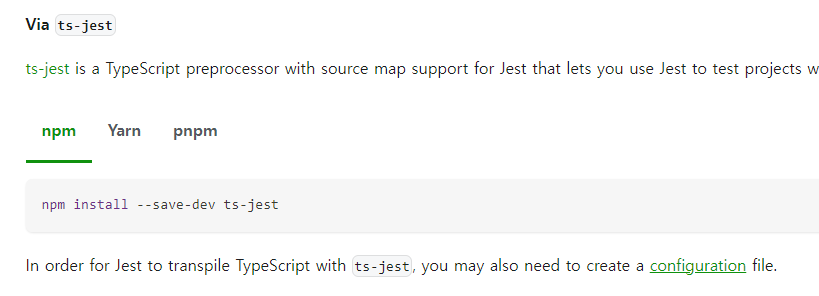 Via ts-jest
ts-jest is a TypeScript preprocessor with source map support for Jest that lets you use Jest to test projects
npm Yarn pnpm
npm install --save-dev ts-jest
In order for Jest to transpile TypeScript with ts-jest, you may also need to create a configuration file.